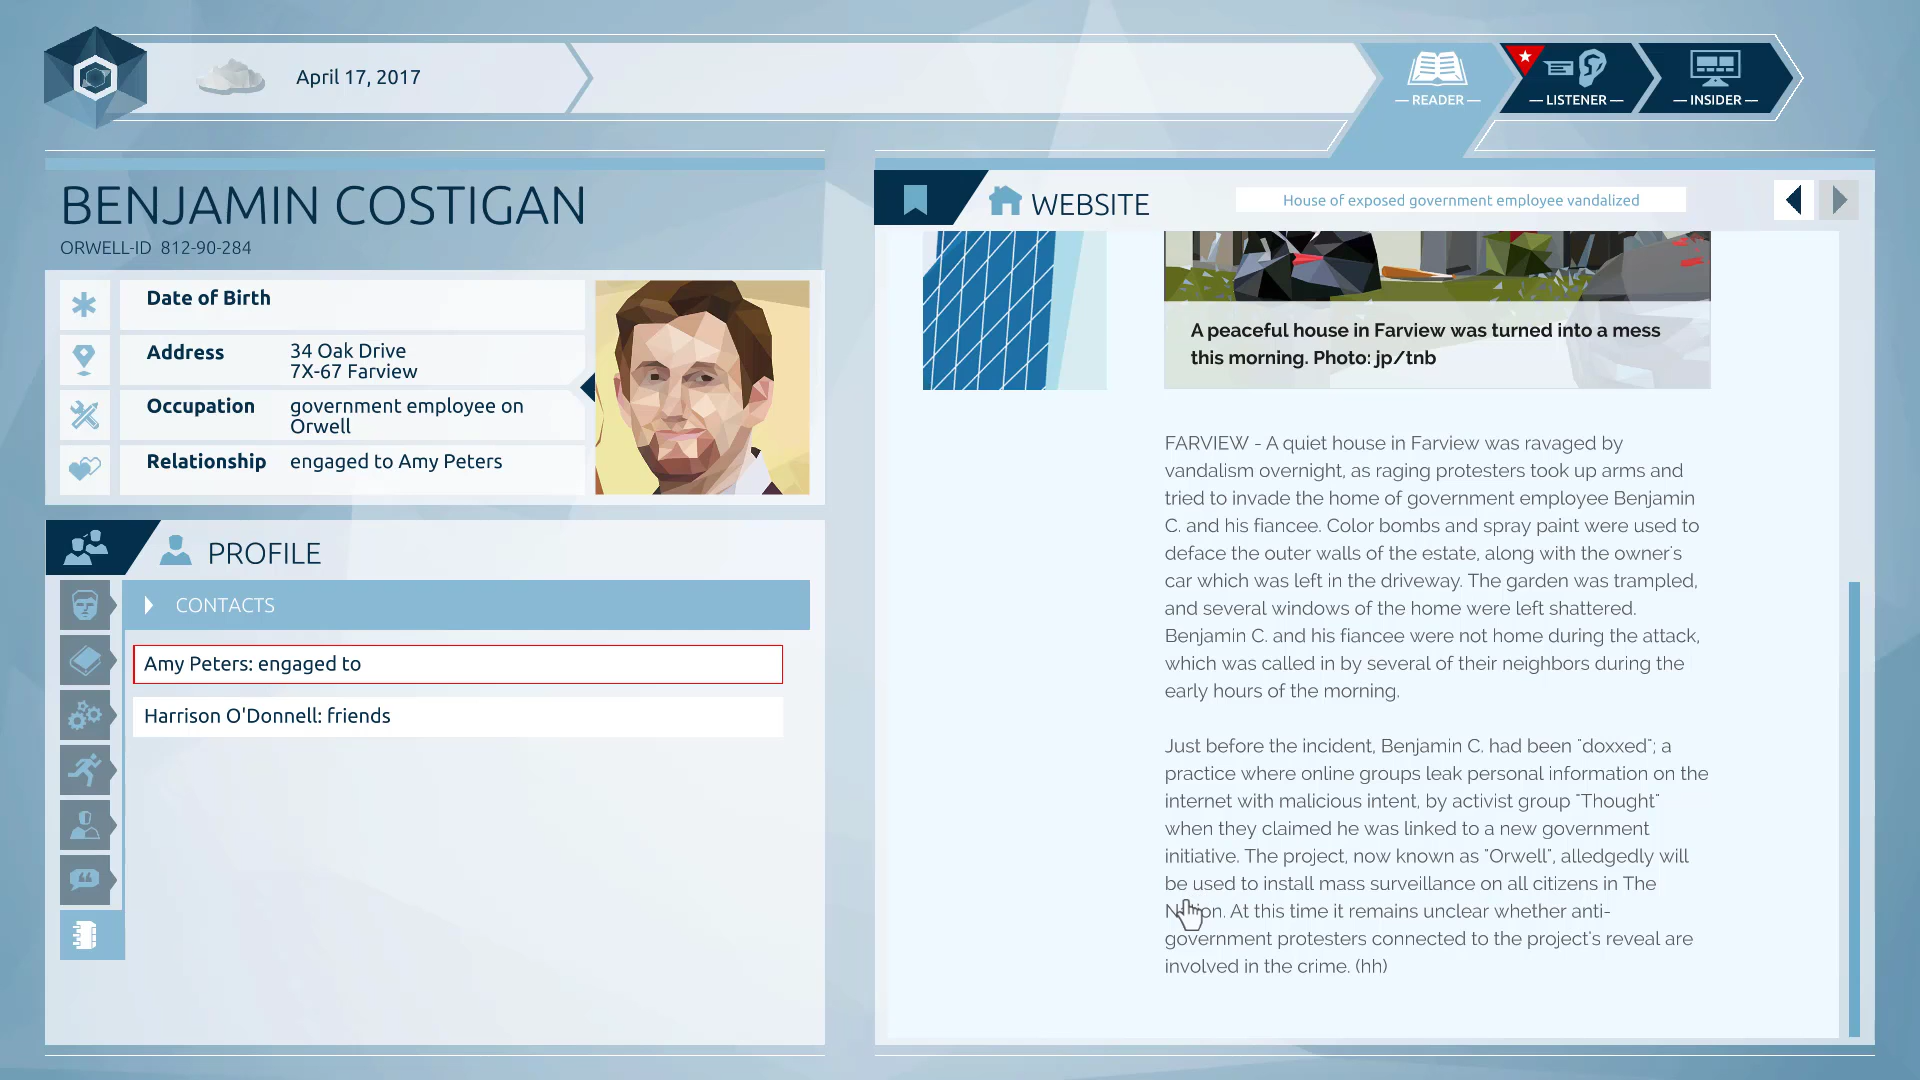 April 17, 2017
— READER —
— LISTENER —
— INSIDER —
BENJAMIN COSTIGAN
ORWELL-ID 812-90-284
Date of Birth
Address 34 Oak Drive
7X-67 Farview
Occupation government employee on
Orwell
Relationship engaged to Amy Peters
PROFILE
CONTACTS
Amy Peters: engaged to
Harrison O'Donnell: friends
WEBSITE
House of exposed government employee vandalized
A peaceful house in Farview was turned into a mess
this morning. Photo: jp/tnb
FARVIEW - A quiet house in Farview was ravaged by
vandalism overnight, as raging protesters took up arms and
tried to invade the home of government employee Benjamin
C. and his fiancee. Color bombs and spray paint were used to
deface the outer walls of the estate, along with the owner's
car which was left in the driveway. The garden was trampled,
and several windows of the home were left shattered.
Benjamin C. and his fiancee were not home during the attack,
which was called in by several of their neighbors during the
early hours of the morning.
Just before the incident, Benjamin C. had been "doxxed"; a
practice where online groups leak personal information on the
internet with malicious intent, by activist group "Thought"
when they claimed he was linked to a new government
initiative. The project, now known as "Orwell", alledgedly will
be used to install mass surveillance on all citizens in The
Nation. At this time it remains unclear whether anti-
government protesters connected to the project's reveal are
involved in the crime. (hh)